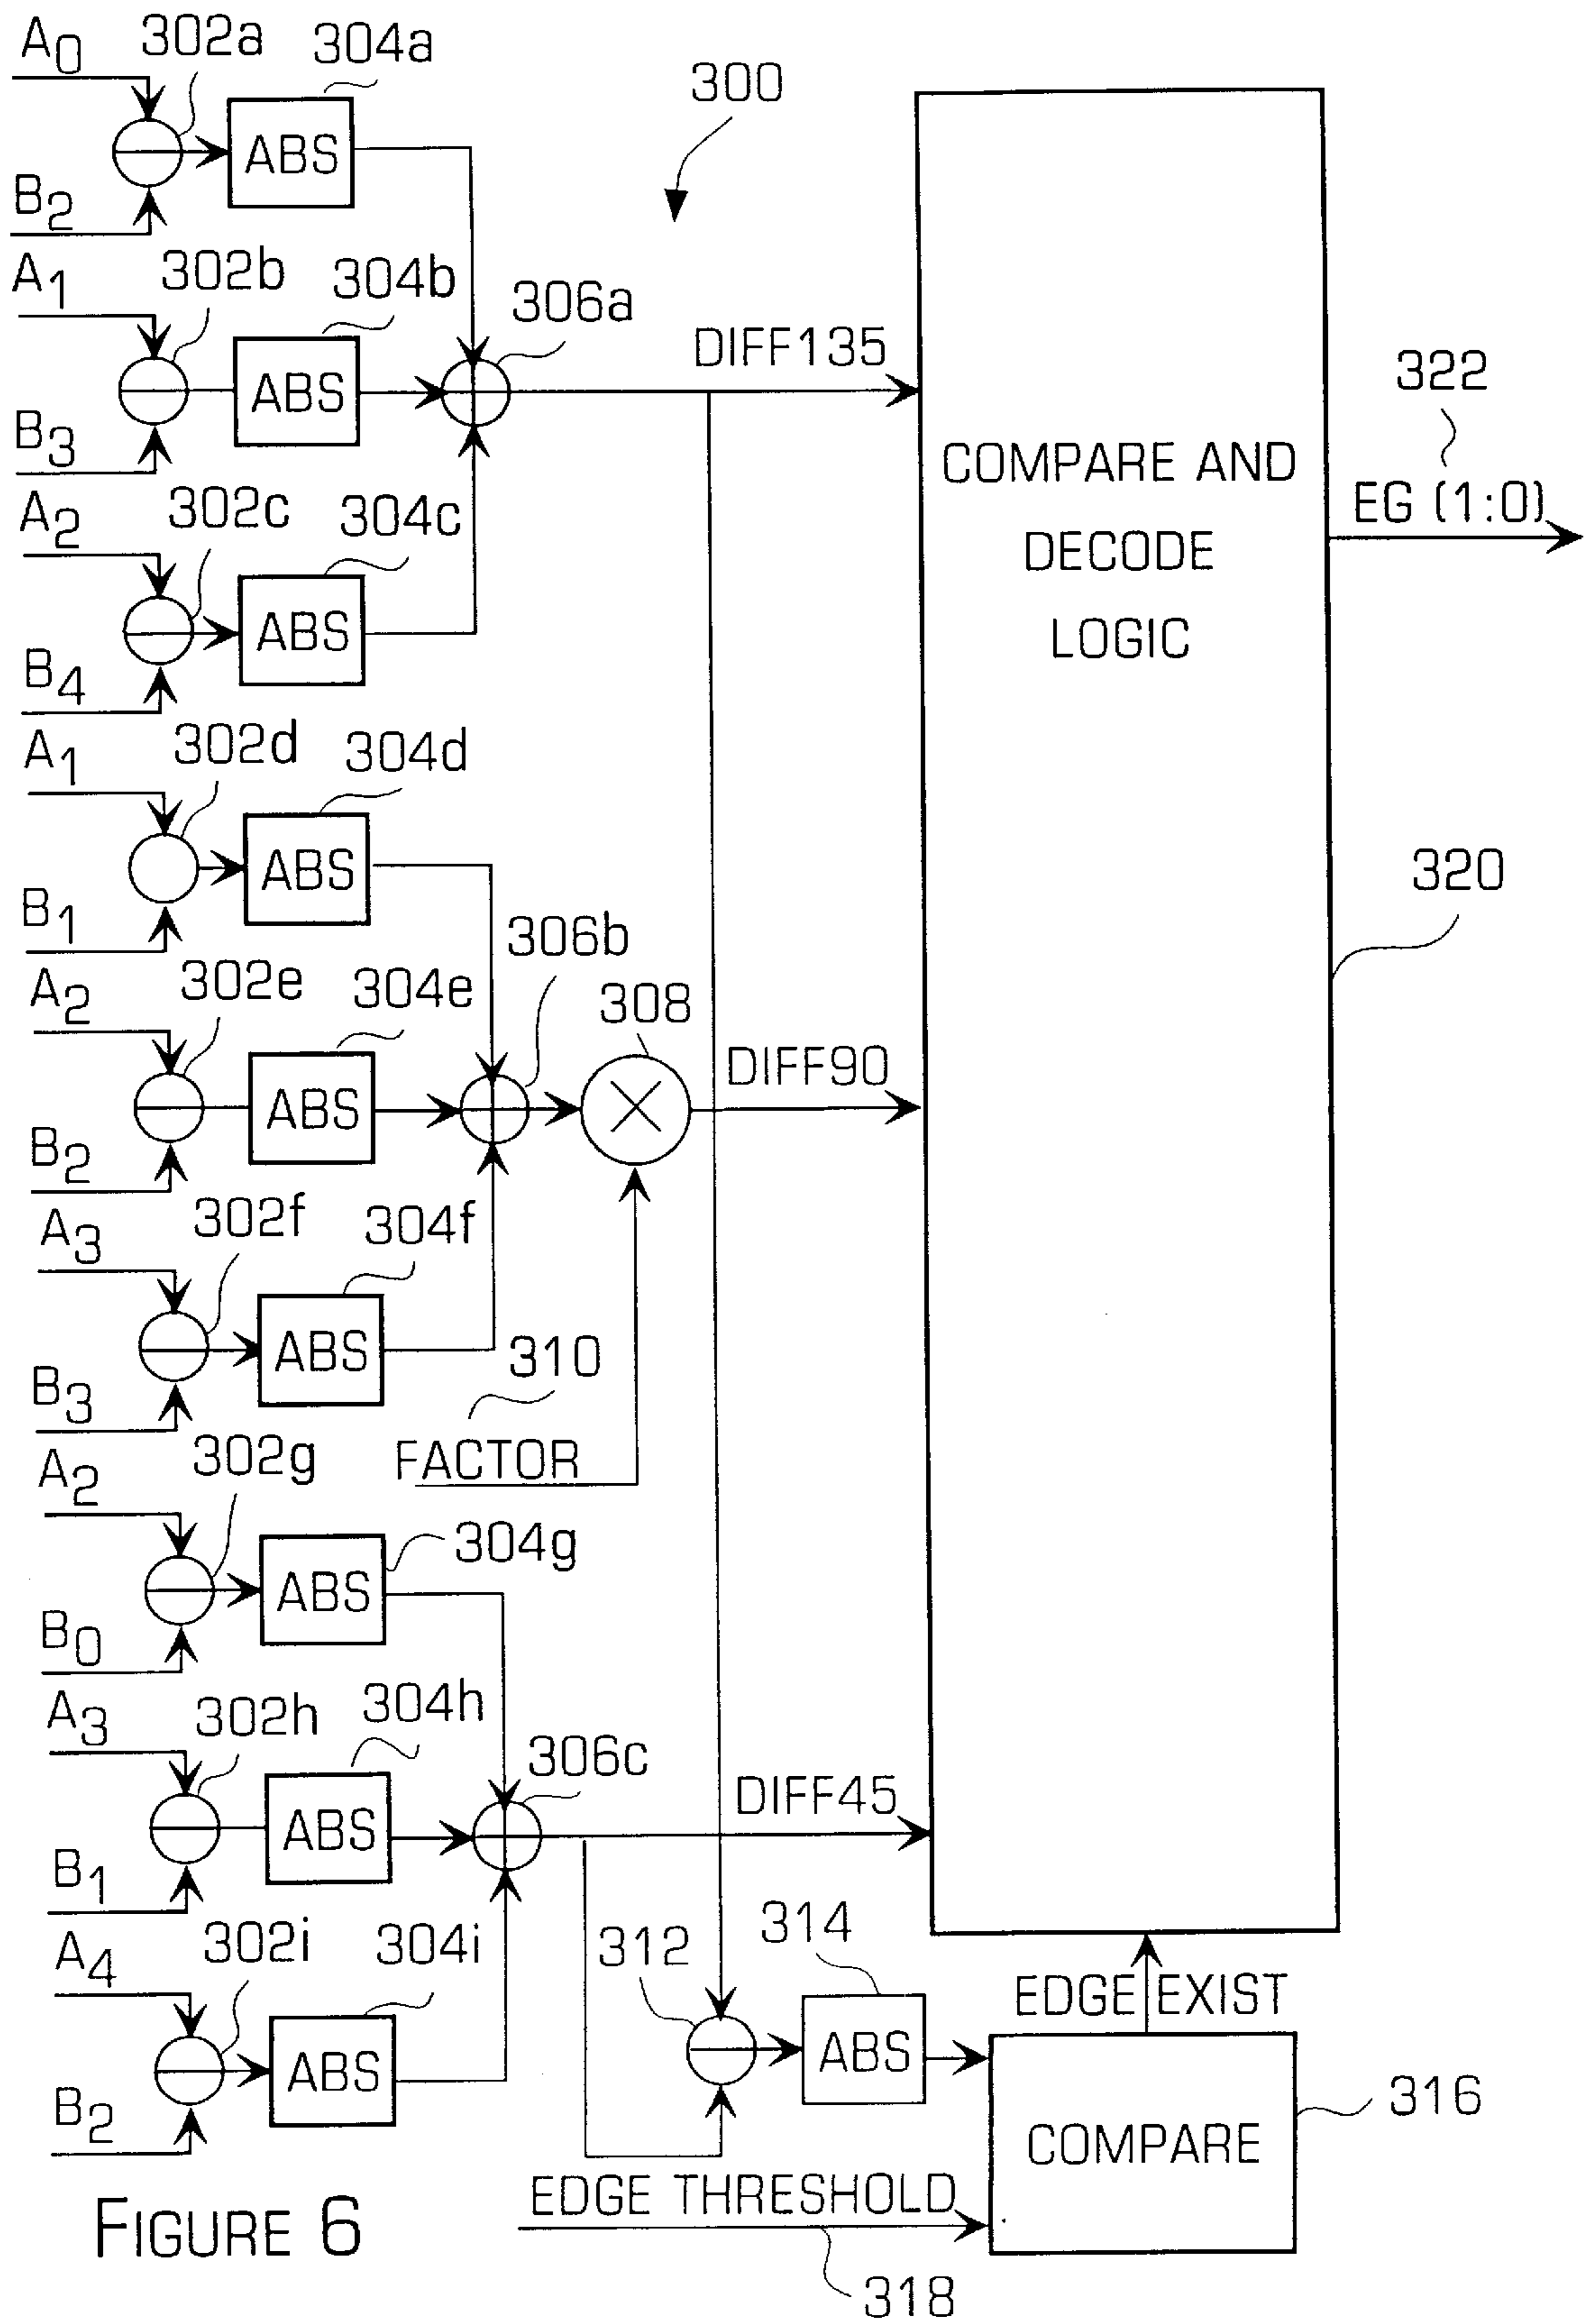 A0 302a 304a
300
ABS
B2
A1 302b 304b
306a
DIFF135
ABS
B3
322
COMPARE AND
DECODE
LOGIC
EG (1:0)
A2 302c 304c
ABS
B4
A1 302d 304d
ABS
320
B1
306b
A2 302e 304e
308
DIFF90
ABS
B2
A3 302f 304f
ABS
310
B3
FACTOR
A2 302g
304g
ABS
B0
A3 302h 304h
306c
DIFF45
ABS
B1
A4 302i 304i
312
314
EDGE EXIST
ABS
ABS
B2
316
COMPARE
EDGE THRESHOLD
318
FIGURE 6